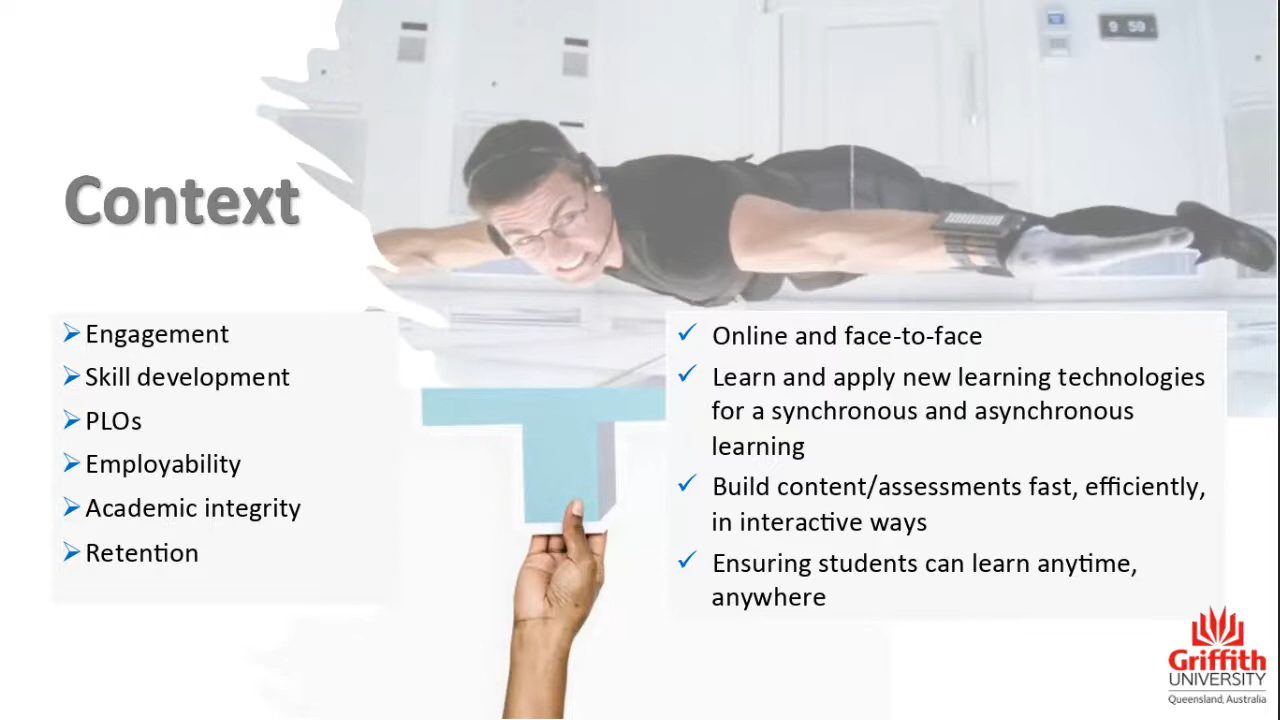 9 59
Context
Engagement
Skill development
PLOs
Employability
Academic integrity
Retention
Online and face-to-face
Learn and apply new learning technologies
for a synchronous and asynchronous
learning
Build content/assessments fast, efficiently,
in interactive ways
Ensuring students can learn anytime,
anywhere
Griffith
UNIVERSITY
Queensland, Australia